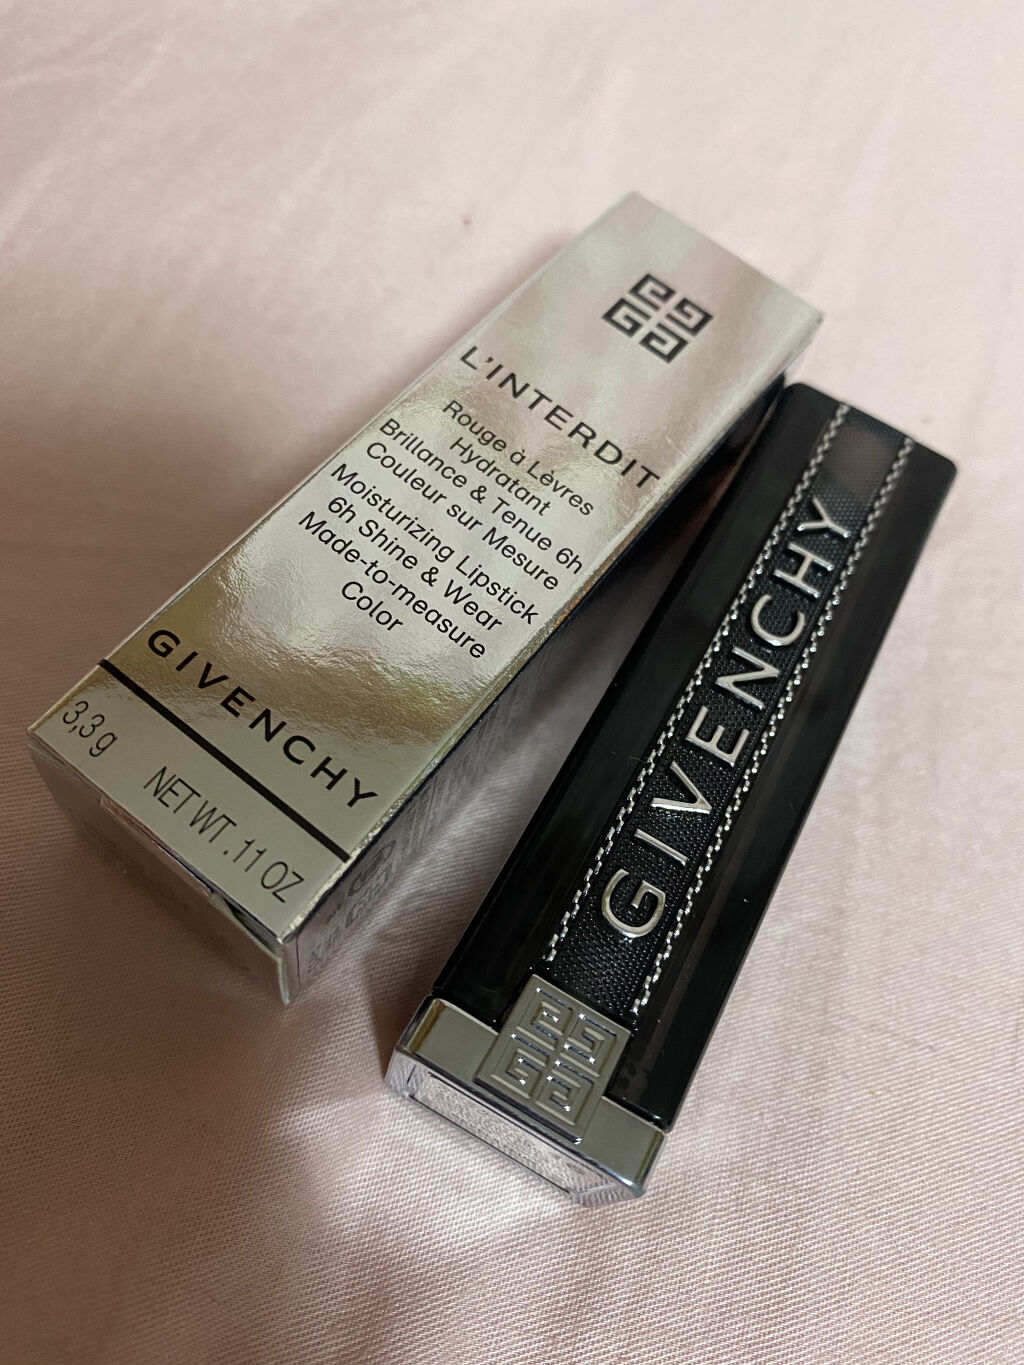 L'INTERDIT
Rouge à Lèvres
Hydratant
Brillance & Tenue 6h
Couleur sur Mesure
Moisturizing Lipstick
6h Shine & Wear
Made-to-measure
Color
GIVENCHY
3,3 g NET WT. .11 OZ
GIVENCHY